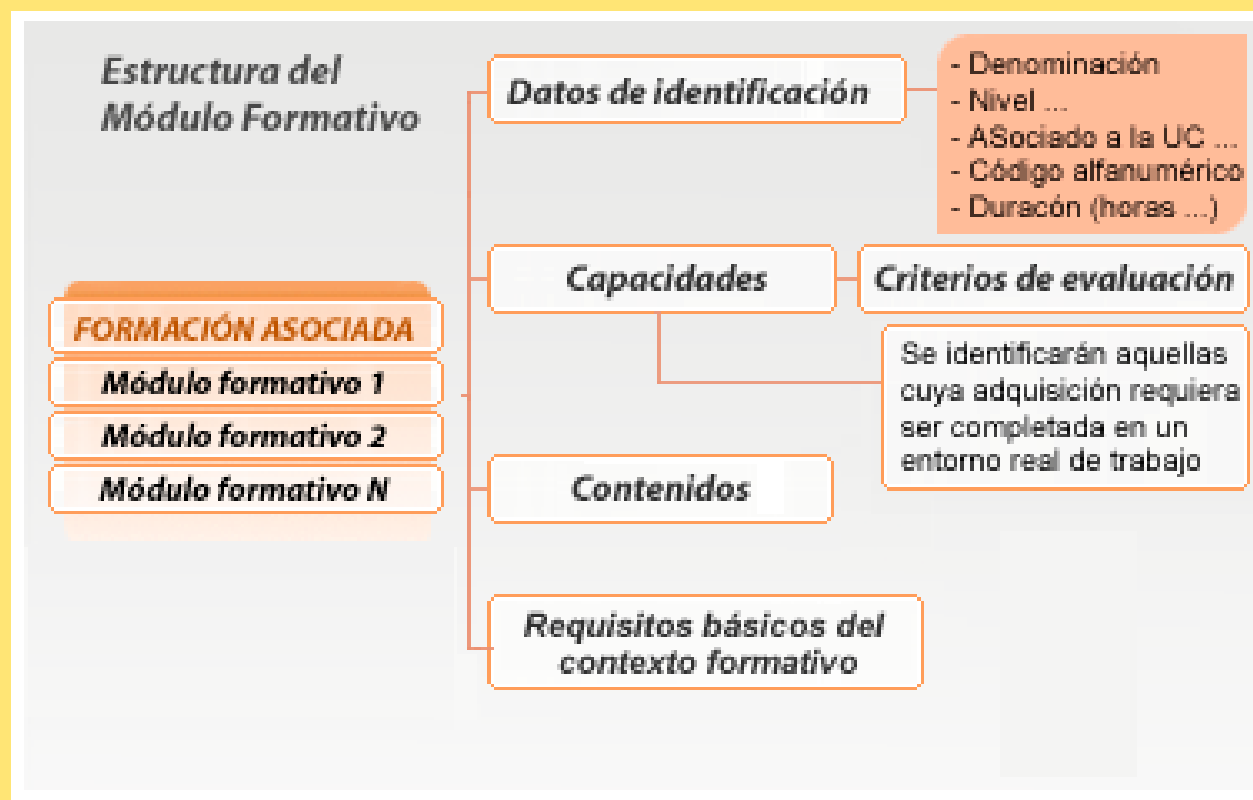 Estructura del
Módulo Formativo
FORMACIÓN ASOCIADA
Módulo formativo 1
Módulo formativo 2
Módulo formativo N
Datos de identificación
- Denominación
- Nivel ...
- ASociado a la UC ...
- Código alfanumérico
- Duracón (horas ...)
Capacidades
Criterios de evaluación
Se identificarán aquellas
cuya adquisición requiera
ser completada en un
entorno real de trabajo
Contenidos
Requisitos básicos del
contexto formativo